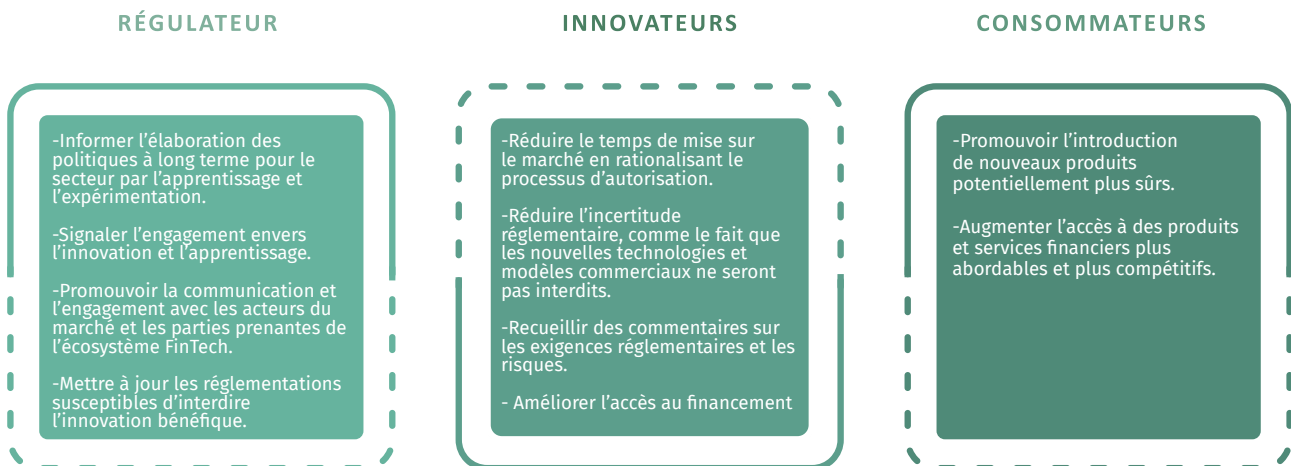 RÉGULATEUR
-Informer l’élaboration des
politiques à long terme pour le
secteur par l’apprentissage et
l’expérimentation.
-Signaler l’engagement envers
l’innovation et l’apprentissage.
-Promouvoir la communication et
l’engagement avec les acteurs du
marché et les parties prenantes de
l’écosystème FinTech.
-Mettre à jour les réglementations
susceptibles d’interdire
l’innovation bénéfique.
INNOVATEURS
-Réduire le temps de mise sur
le marché en rationalisant le
processus d’autorisation.
-Réduire l’incertitude
réglementaire, comme le fait que
les nouvelles technologies et
modèles commerciaux ne seront
pas interdits.
-Recueillir des commentaires sur
les exigences réglementaires et les
risques.
- Améliorer l’accès au financement
CONSOMMATEURS
-Promouvoir l’introduction
de nouveaux produits
potentiellement plus sûrs.
-Augmenter l’accès à des produits
et services financiers plus
abordables et plus compétitifs.